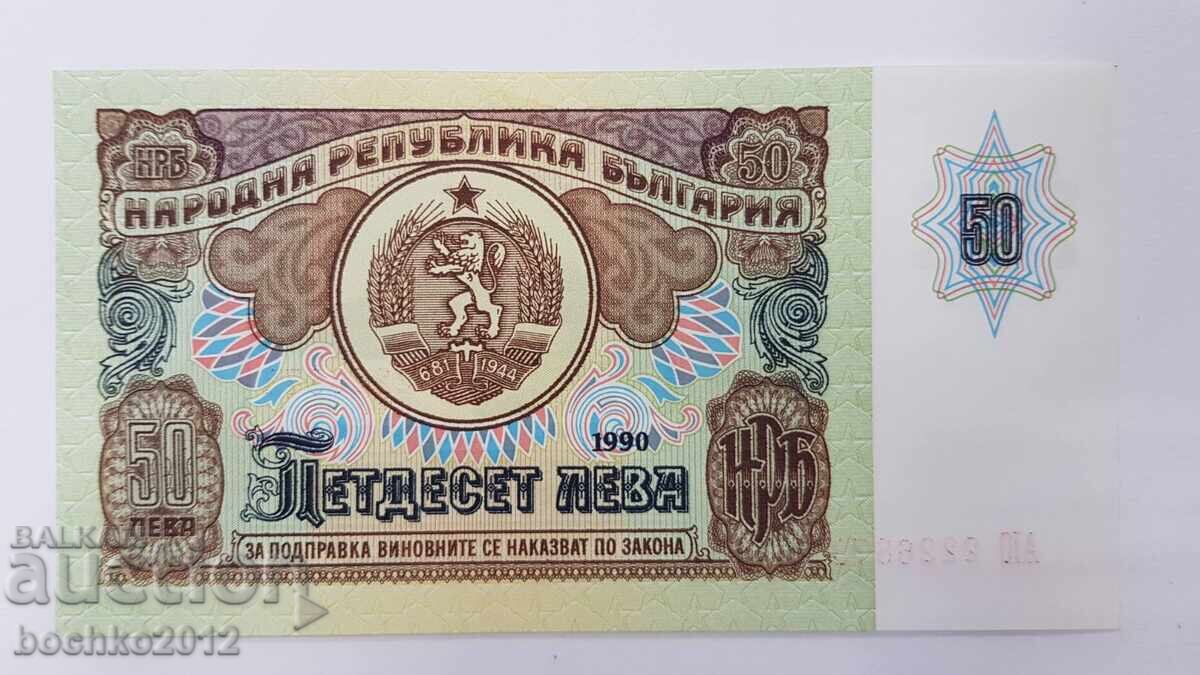 НАРОДНА РЕПУБЛИКА БЪЛГАРИЯ
НРБ
50
50
681 1944
1990
ПЕТДЕСЕТ ЛЕВА
50
ЛЕВА
НРБ
ЗА ПОДПРАВКА ВИНОВНИТЕ СЕ НАКАЗВАТ ПО ЗАКОНА
BALKAN
auction
bochko2012